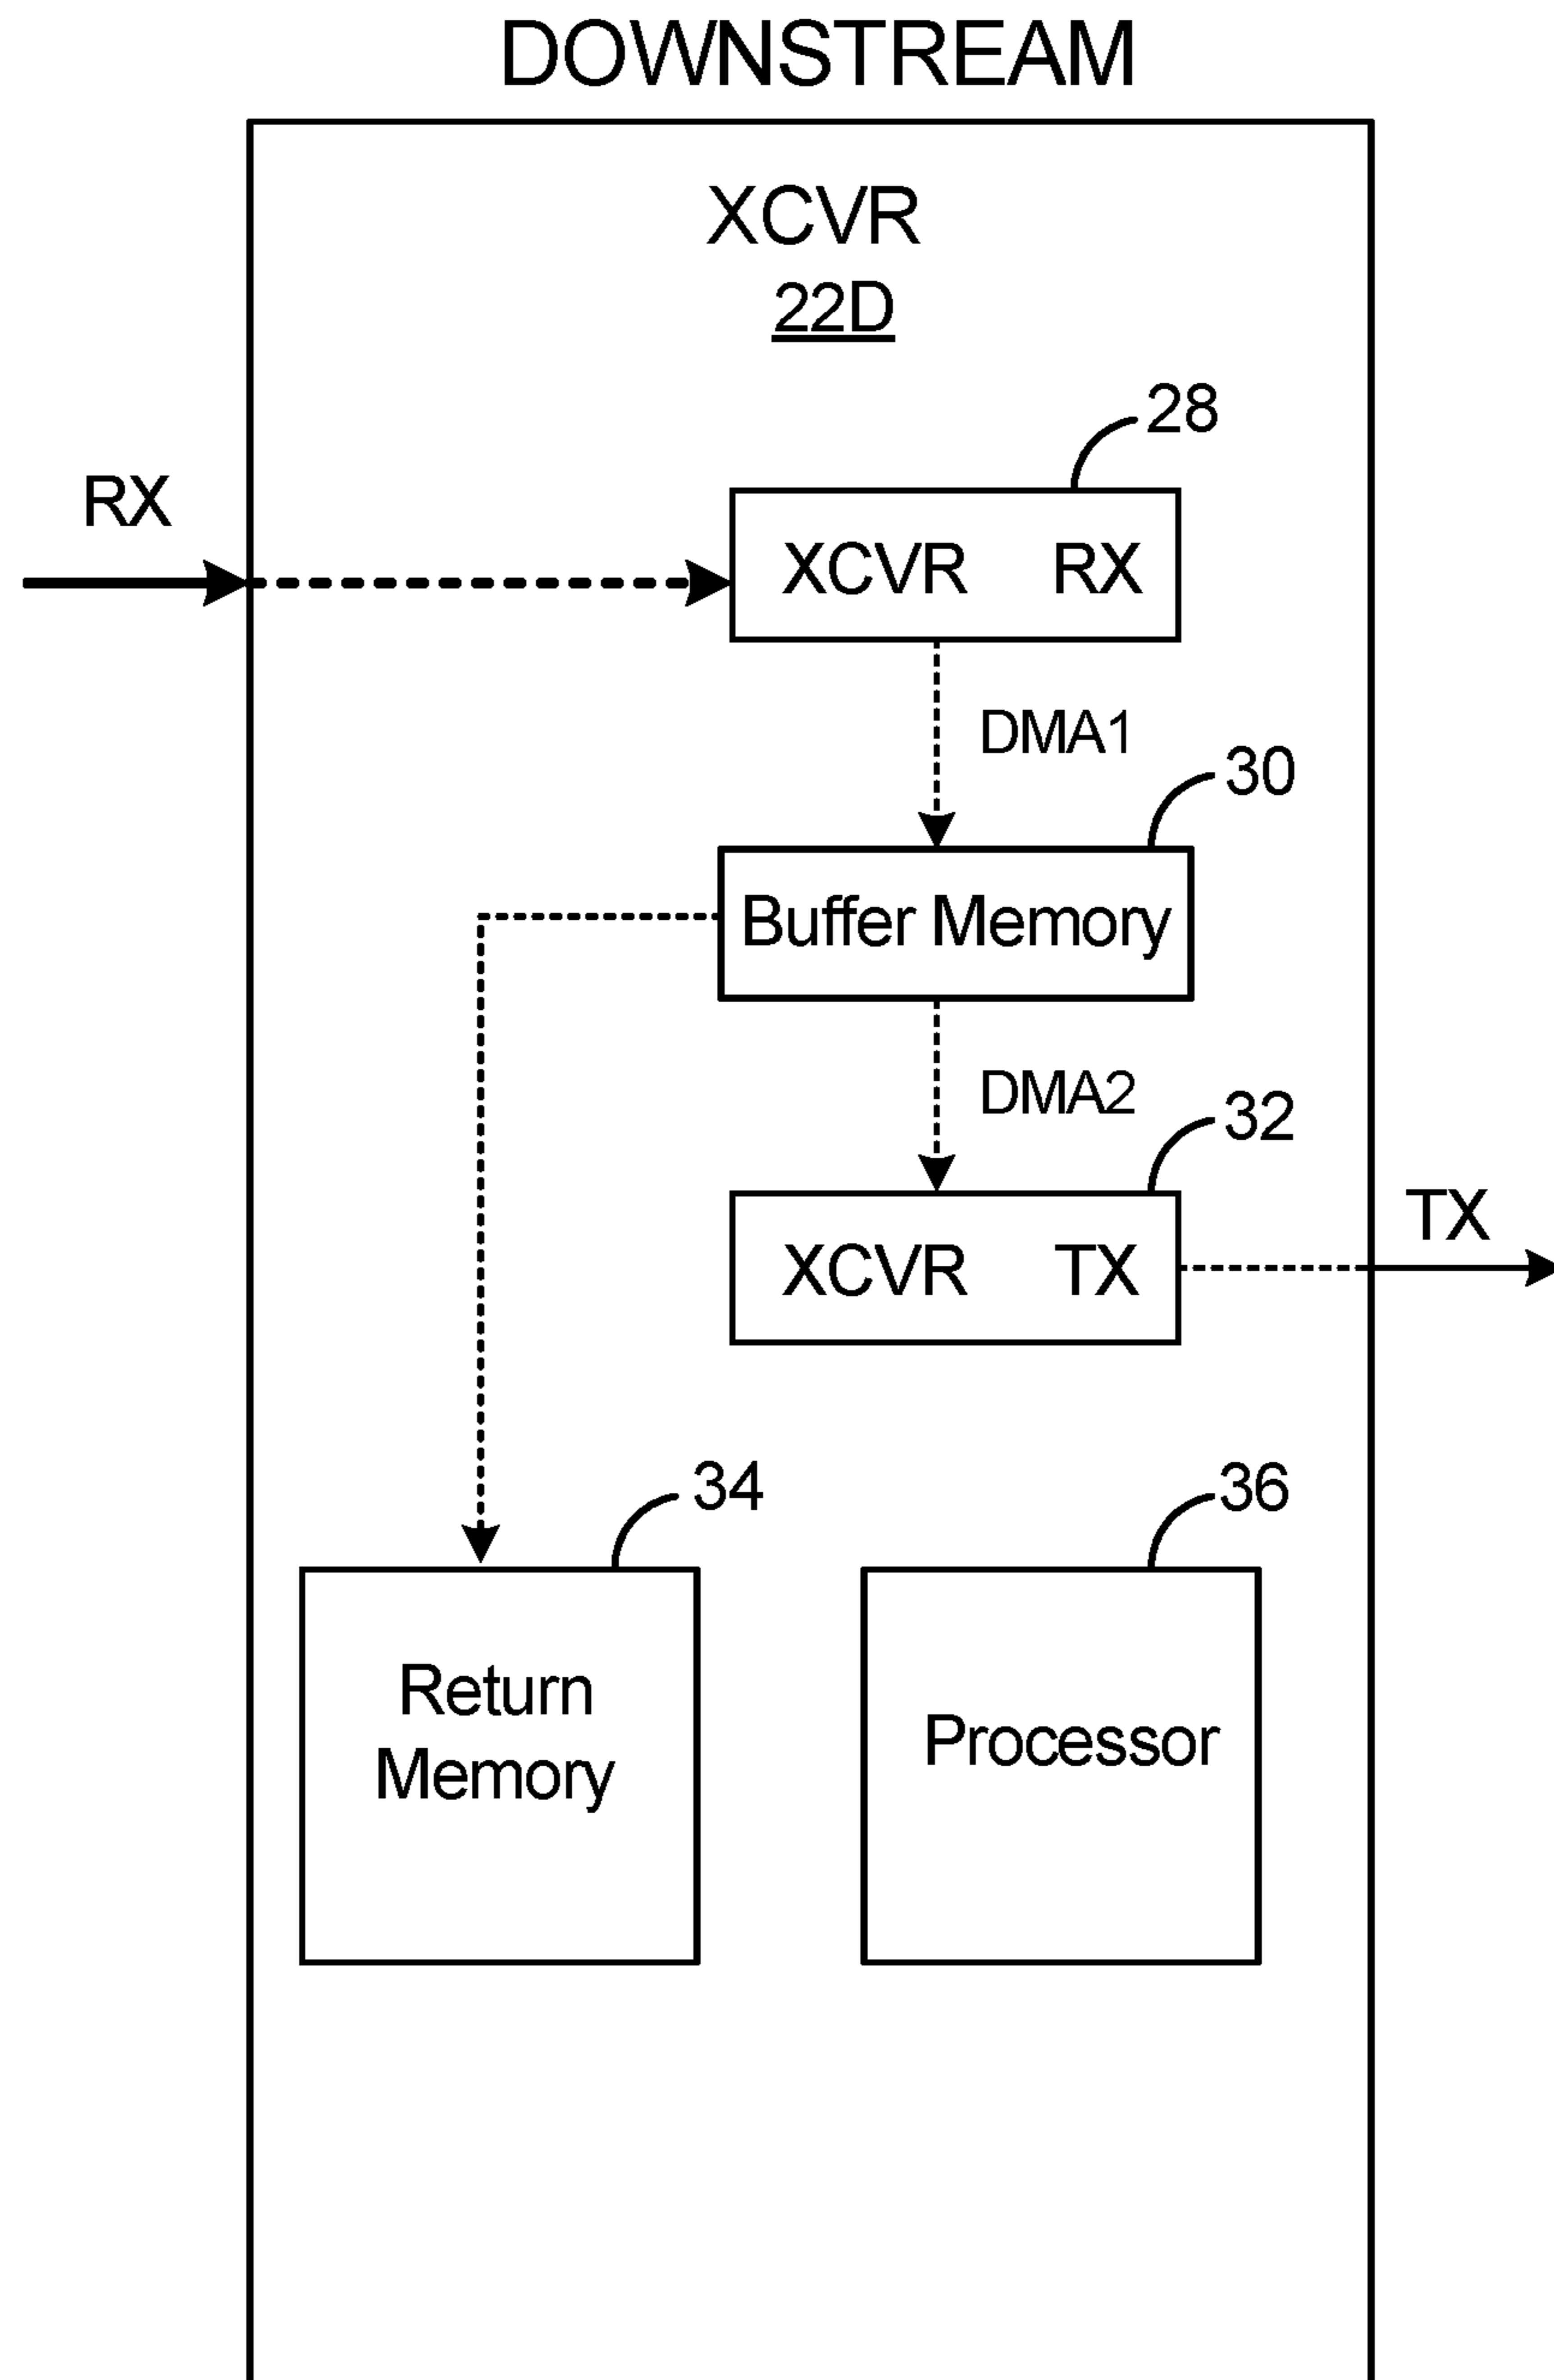 DOWNSTREAM
XCVR
22D
28
RX
XCVR RX
DMA1
30
Buffer Memory
DMA2
32
TX
XCVR TX
34
36
Return
Memory
Processor